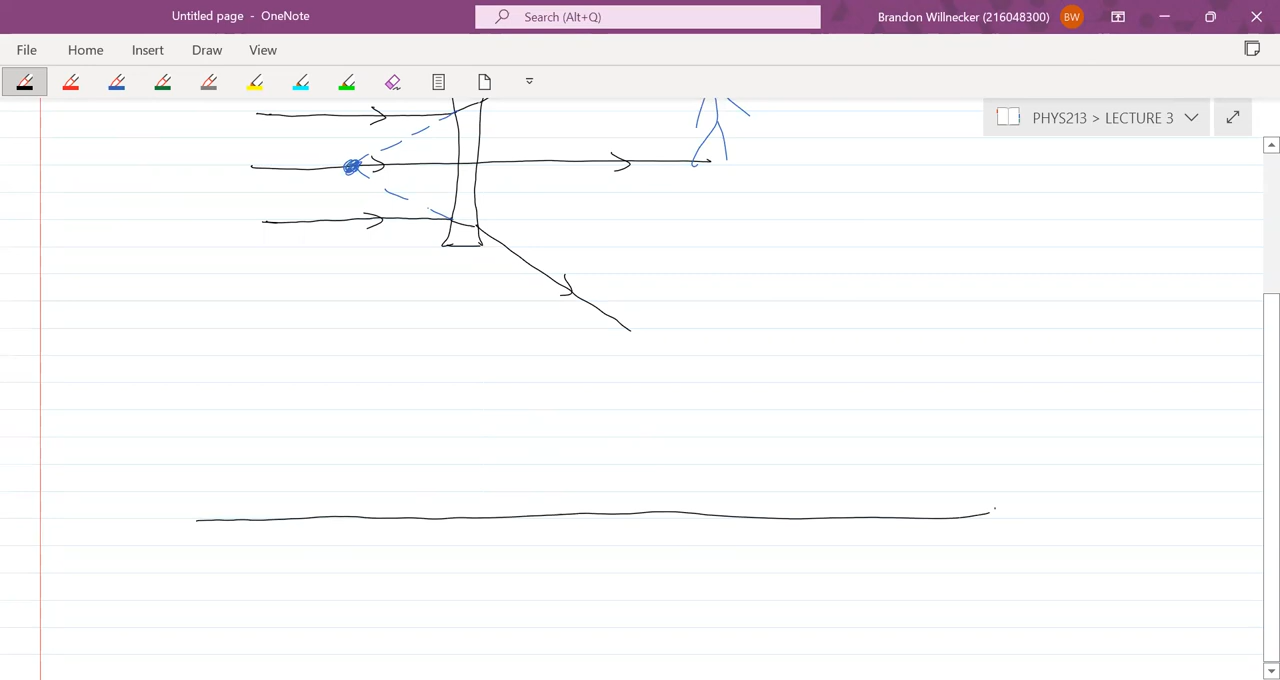 Untitled page - OneNote
Search (Alt+Q)
Brandon Willnecker (216048300)
BW
File
Home
Insert
Draw
View
PHYS213 > LECTURE 3